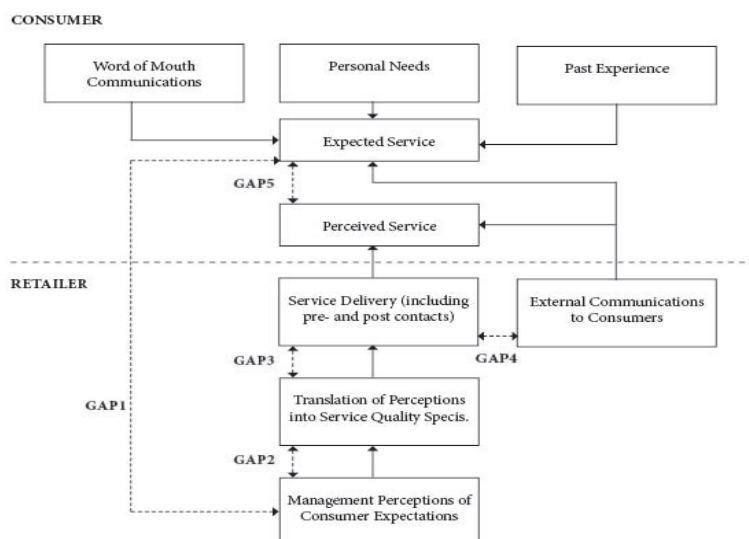 CONSUMER
Word of Mouth
Communications
Personal Needs
Past Experience
Expected Service
GAP5
Perceived Service
RETAILER
Service Delivery (including
pre- and post contacts)
External Communications
to Consumers
GAP4
GAP3
Translation of Perceptions
into Service Quality Specis.
GAP1
GAP2
Management Perceptions of
Consumer Expectations